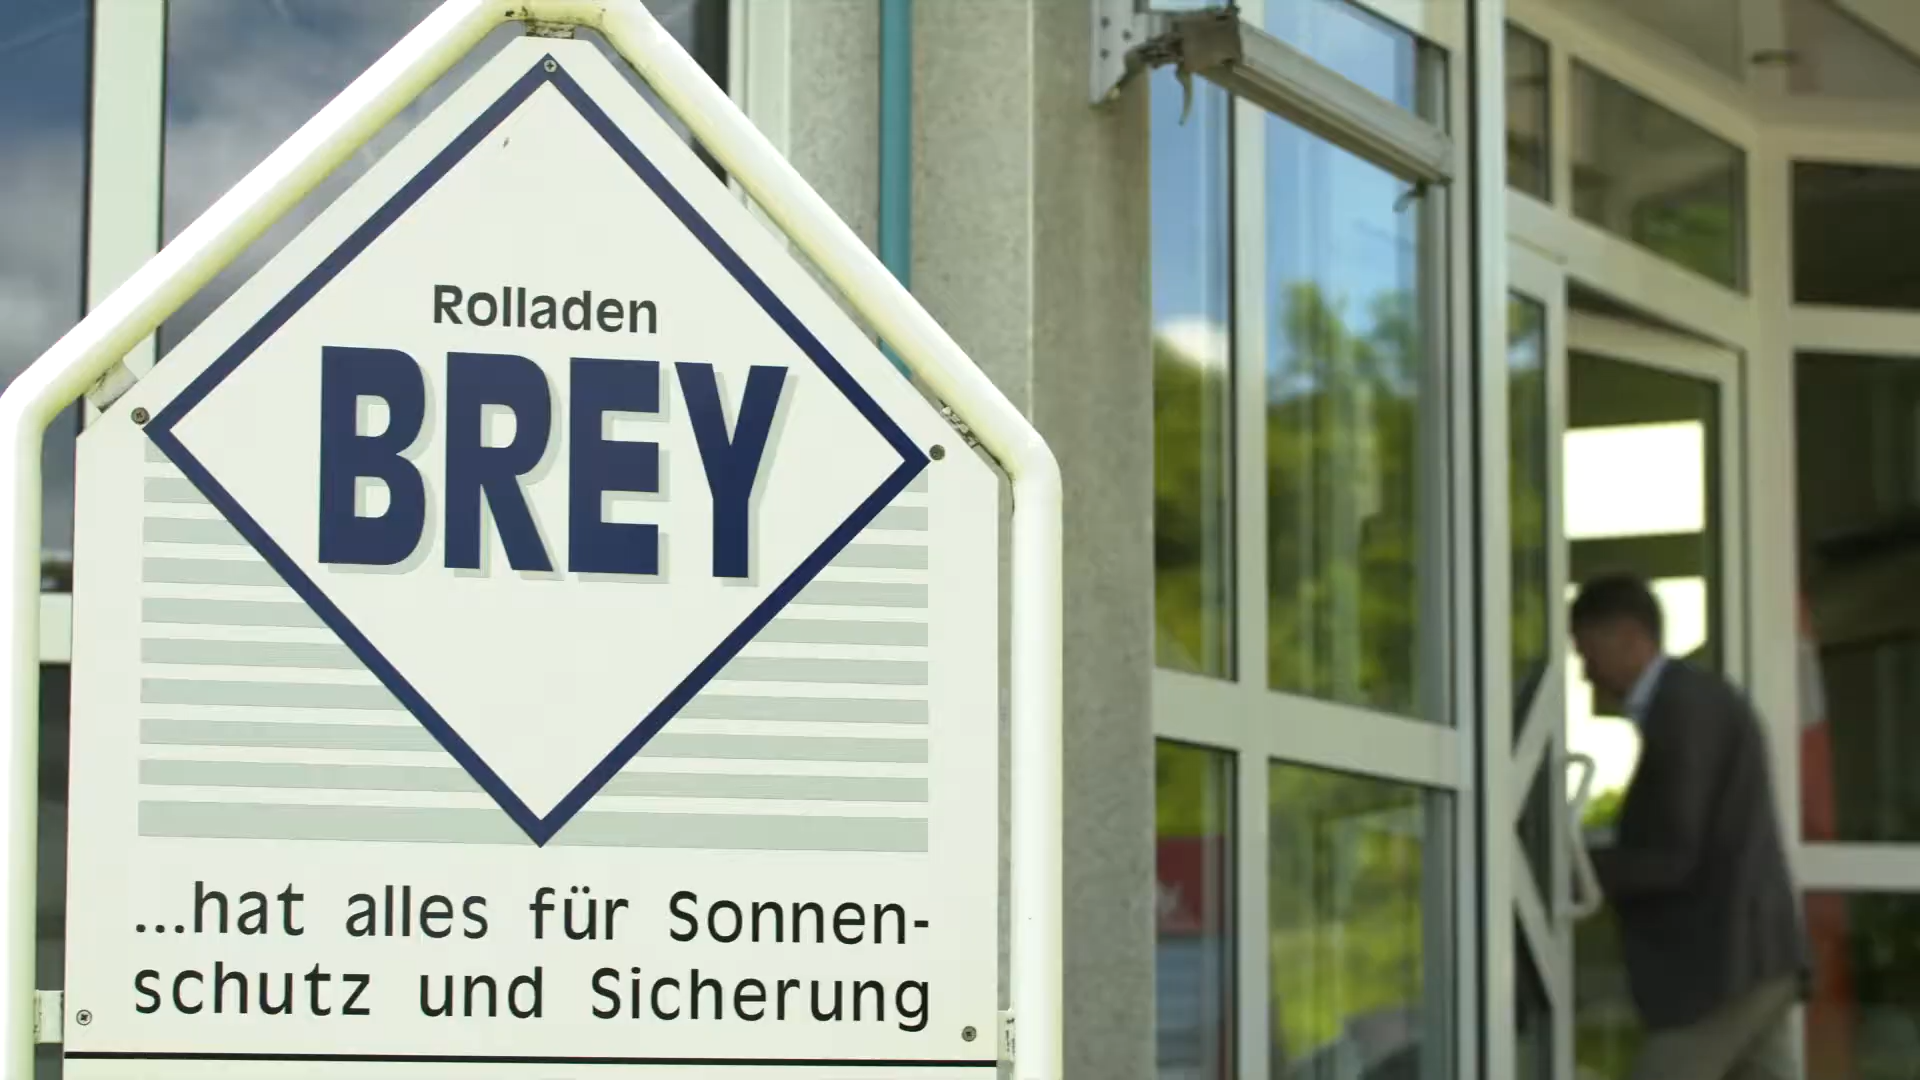 Rolladen
BREY
...hat alles für Sonnen-
schutz und Sicherung